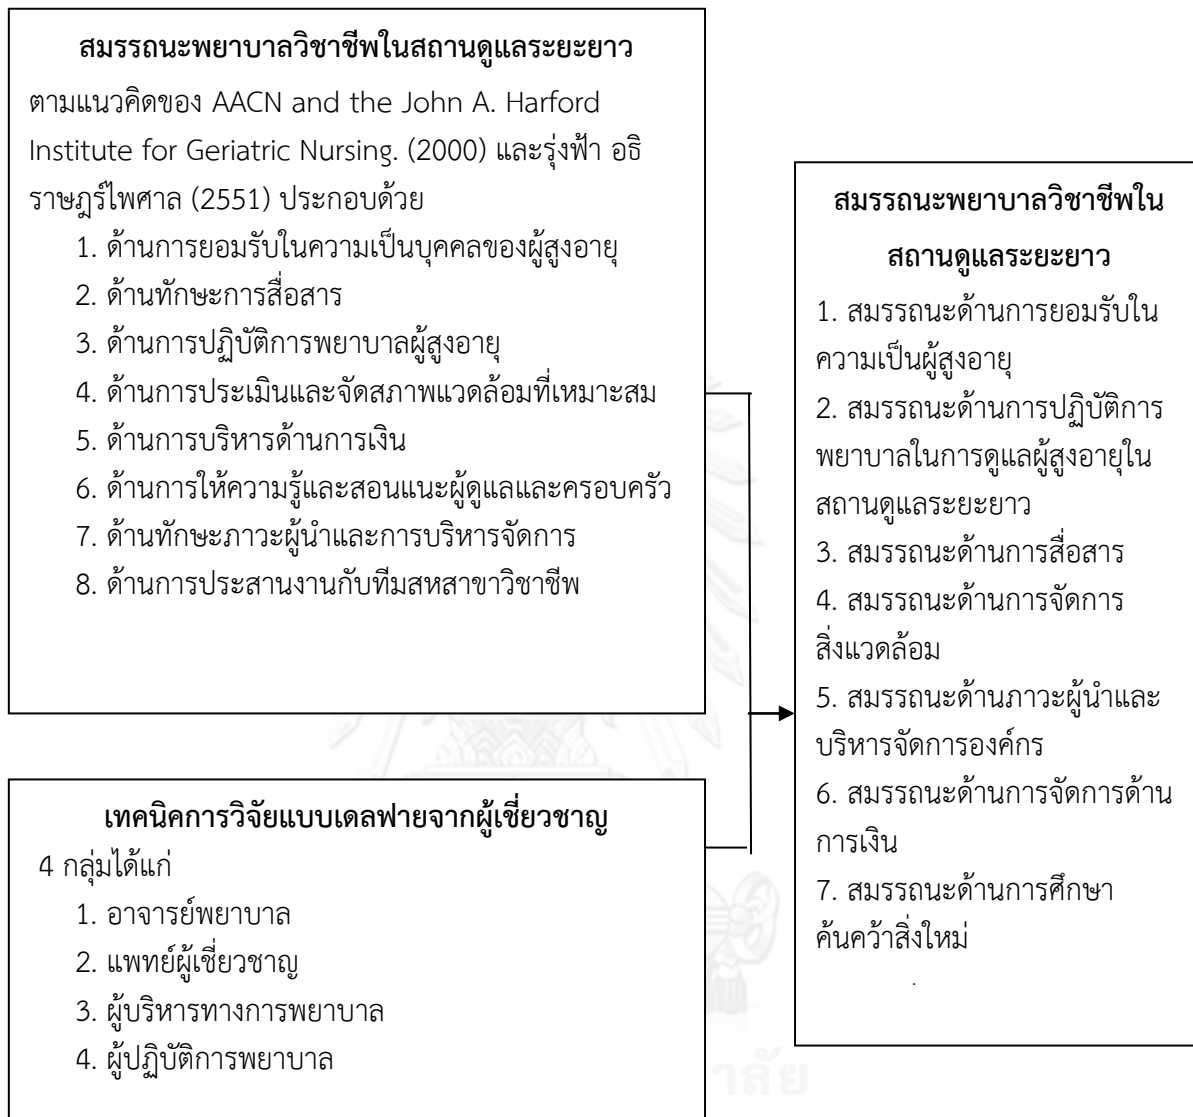 สมรรถนะพยาบาลวิชาชีพในสถานดูแลระยะยาว
ตามแนวคิดของ AACN and the John A. Harford
Institute for Geriatric Nursing. (2000) และรุ่งฟ้า อธิ
ราษฎร์ไพศาล (2551) ประกอบด้วย
1. ด้านการยอมรับในความเป็นบุคคลของผู้สูงอายุ
2. ด้านทักษะการสื่อสาร
3. ด้านการปฏิบัติการพยาบาลผู้สูงอายุ
4. ด้านการประเมินและจัดสภาพแวดล้อมที่เหมาะสม
5. ด้านการบริหารด้านการเงิน
6. ด้านการให้ความรู้และสอนแนะผู้ดูแลและครอบครัว
7. ด้านทักษะภาวะผู้นำและการบริหารจัดการ
8. ด้านการประสานงานกับทีมสหสาขาวิชาชีพ
เทคนิคการวิจัยแบบเดลฟายจากผู้เชี่ยวชาญ
4 กลุ่มได้แก่
1. อาจารย์พยาบาล
2. แพทย์ผู้เชี่ยวชาญ
3. ผู้บริหารทางการพยาบาล
4. ผู้ปฏิบัติการพยาบาล
สมรรถนะพยาบาลวิชาชีพใน
สถานดูแลระยะยาว
1. สมรรถนะด้านการยอมรับใน
ความเป็นผู้สูงอายุ
2. สมรรถนะด้านการปฏิบัติการ
พยาบาลในการดูแลผู้สูงอายุใน
สถานดูแลระยะยาว
3. สมรรถนะด้านการสื่อสาร
4. สมรรถนะด้านการจัดการ
สิ่งแวดล้อม
5. สมรรถนะด้านภาวะผู้นำและ
บริหารจัดการองค์กร
6. สมรรถนะด้านการจัดการด้าน
การเงิน
7. สมรรถนะด้านการศึกษา
ค้นคว้าสิ่งใหม่
.
าลัย